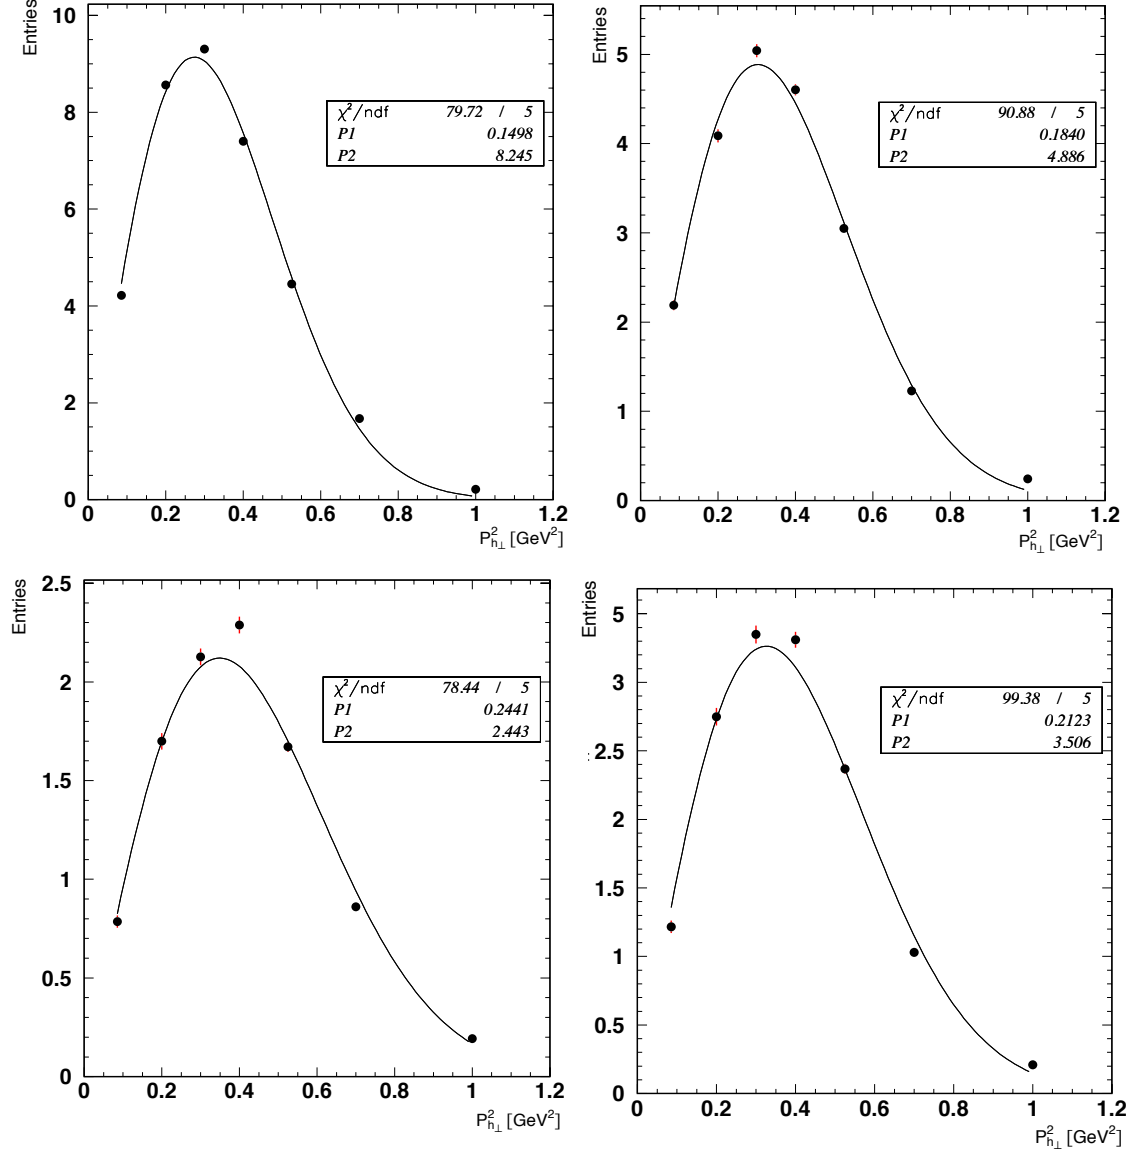 Entries
10
8
6
4
2
0
χ²/ndf 79.72 / 5
P1 0.1498
P2 8.245
0 0.2 0.4 0.6 0.8 1 1.2
P²h⊥ [GeV²]
Entries
5
4
3
2
1
0
χ²/ndf 90.88 / 5
P1 0.1840
P2 4.886
0 0.2 0.4 0.6 0.8 1 1.2
P²h⊥ [GeV²]
Entries
2.5
2
1.5
1
0.5
0
χ²/ndf 78.44 / 5
P1 0.2441
P2 2.443
0 0.2 0.4 0.6 0.8 1 1.2
P²h⊥ [GeV²]
Entries
5
3
2.5
2
1.5
1
0.5
0
χ²/ndf 99.38 / 5
P1 0.2123
P2 3.506
0 0.2 0.4 0.6 0.8 1 1.2
P²h⊥ [GeV²]